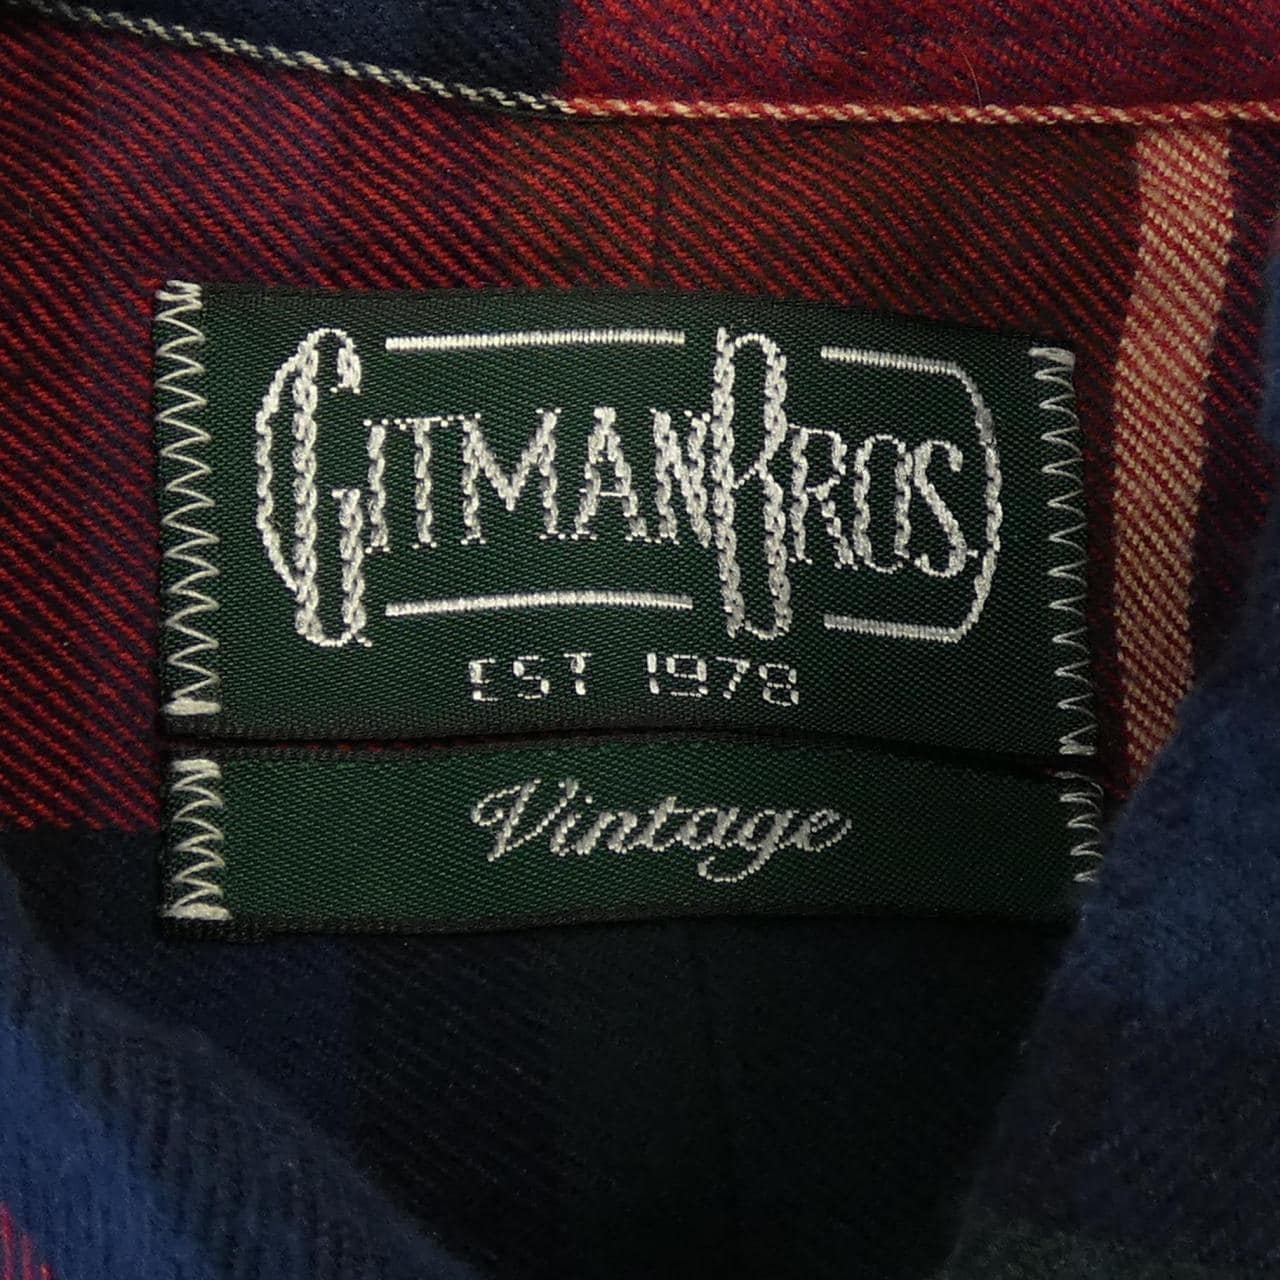 GITMAN BROS.
EST 1978
Vintage